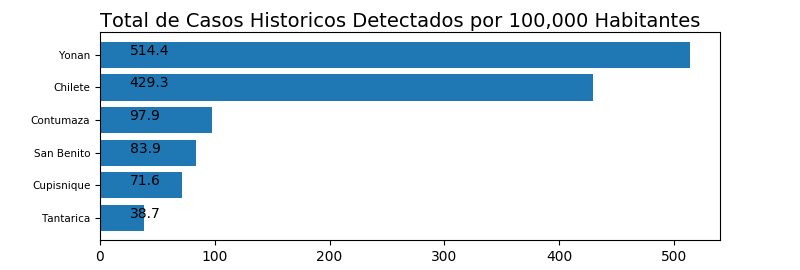 Total de Casos Historicos Detectados por 100,000 Habitantes
Yonan 514.4
Chilete 429.3
Contumaza 97.9
San Benito 83.9
Cupisnique 71.6
Tantarica 38.7
0 100 200 300 400 500